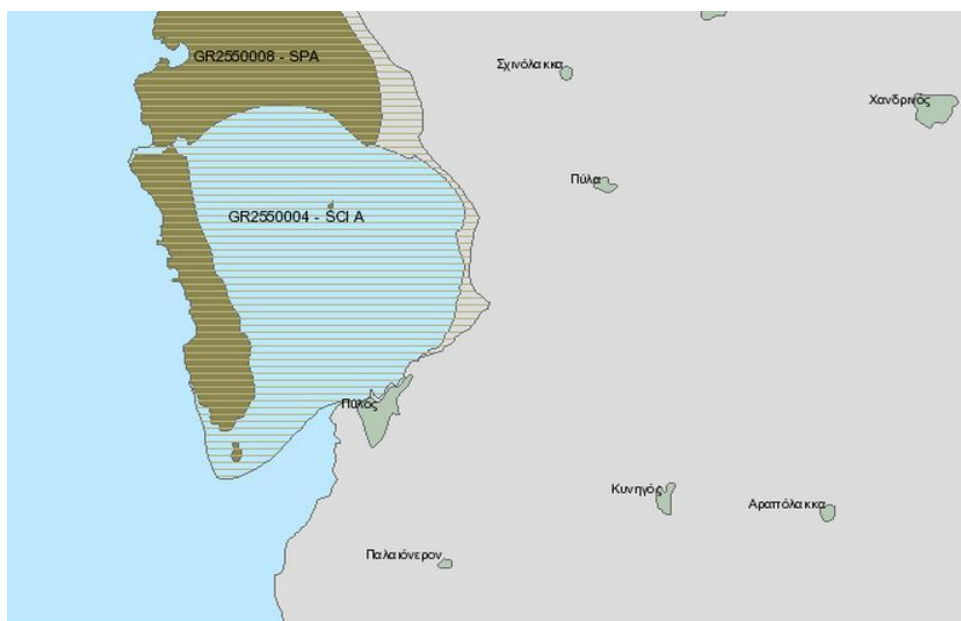 GR2550008 - SPA
Σχινόλακκα
Χανδρινός
Πύλα
GR2550004 - SCI A
Πύλος
Κυνηγός
Αραπόλακκα
Παλαιόνερον